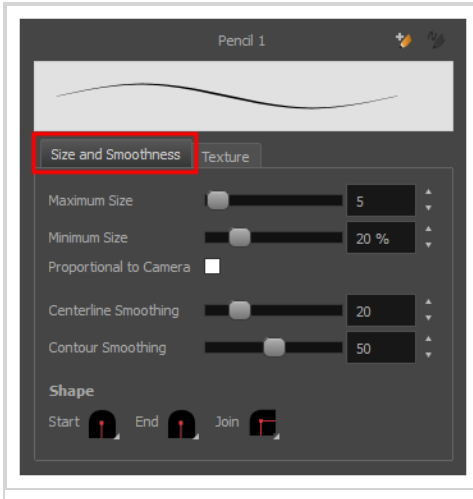 Pencil 1
Size and Smoothness Texture
Maximum Size 5
Minimum Size 20 %
Proportional to Camera
Centerline Smoothing 20
Contour Smoothing 50
Shape
Start End Join